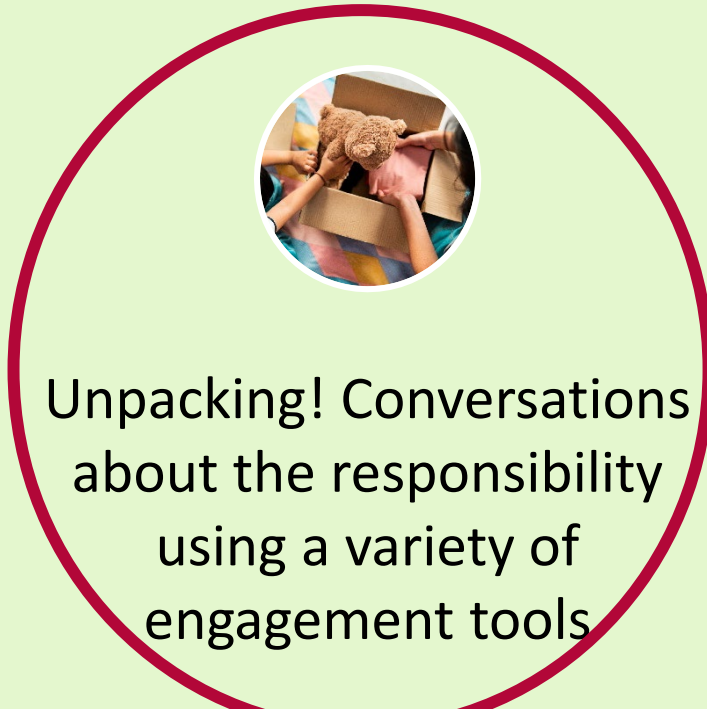 Unpacking! Conversations
about the responsibility
using a variety of
engagement tools